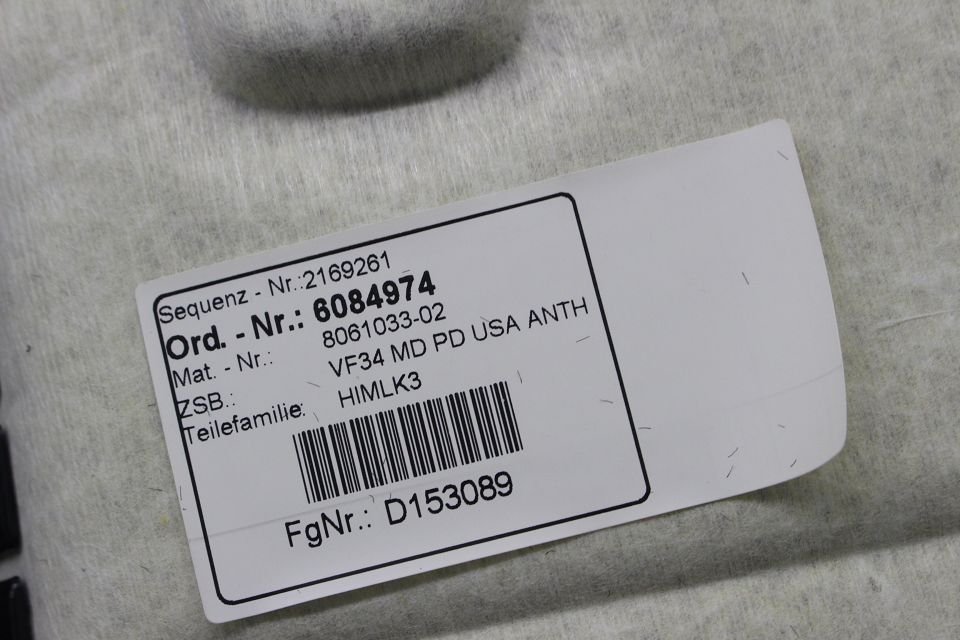 Sequenz - Nr.:2169261
Ord. - Nr.: 6084974
Mat. - Nr.: 8061033-02
ZSB.: VF34 MD PD USA ANTH
Teilefamilie: HIMLK3
FgNr.: D153089